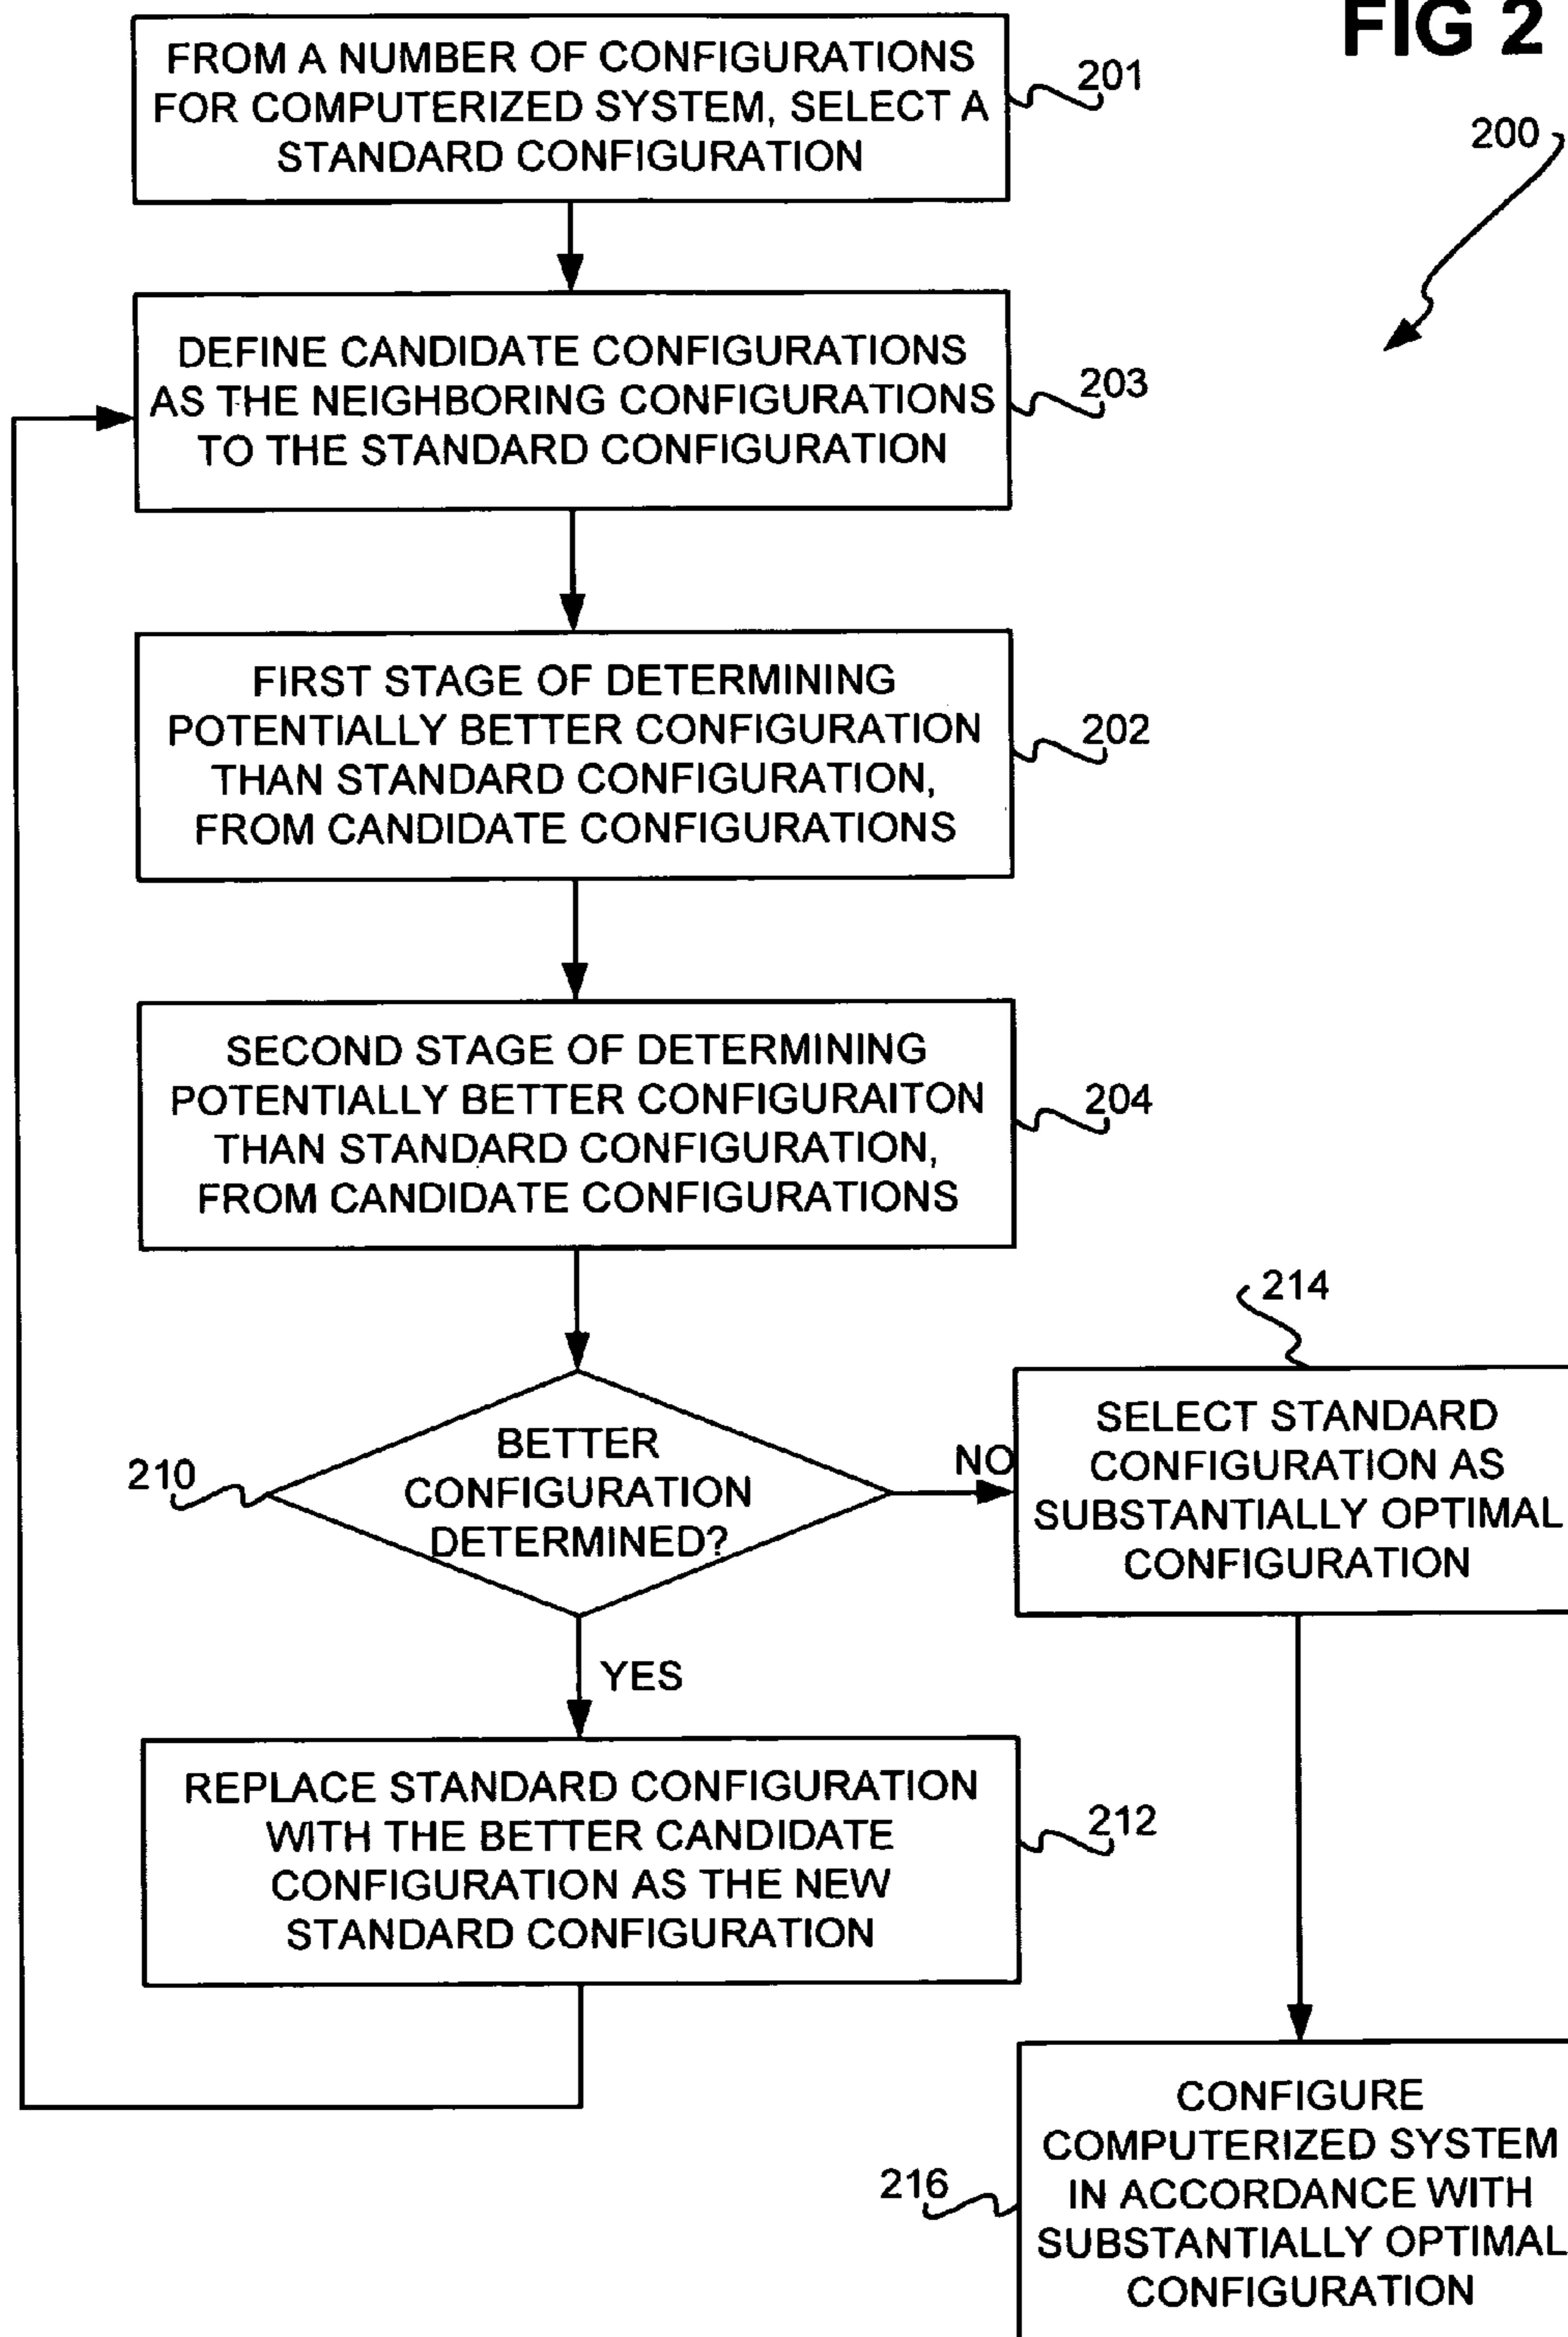 FIG 2
200
FROM A NUMBER OF CONFIGURATIONS
FOR COMPUTERIZED SYSTEM, SELECT A
STANDARD CONFIGURATION
201
DEFINE CANDIDATE CONFIGURATIONS
AS THE NEIGHBORING CONFIGURATIONS
TO THE STANDARD CONFIGURATION
203
FIRST STAGE OF DETERMINING
POTENTIALLY BETTER CONFIGURATION
THAN STANDARD CONFIGURATION,
FROM CANDIDATE CONFIGURATIONS
202
SECOND STAGE OF DETERMINING
POTENTIALLY BETTER CONFIGURAITON
THAN STANDARD CONFIGURATION,
FROM CANDIDATE CONFIGURATIONS
204
BETTER
CONFIGURATION
DETERMINED?
210
NO
214
SELECT STANDARD
CONFIGURATION AS
SUBSTANTIALLY OPTIMAL
CONFIGURATION
YES
REPLACE STANDARD CONFIGURATION
WITH THE BETTER CANDIDATE
CONFIGURATION AS THE NEW
STANDARD CONFIGURATION
212
CONFIGURE
COMPUTERIZED SYSTEM
IN ACCORDANCE WITH
SUBSTANTIALLY OPTIMAL
CONFIGURATION
216